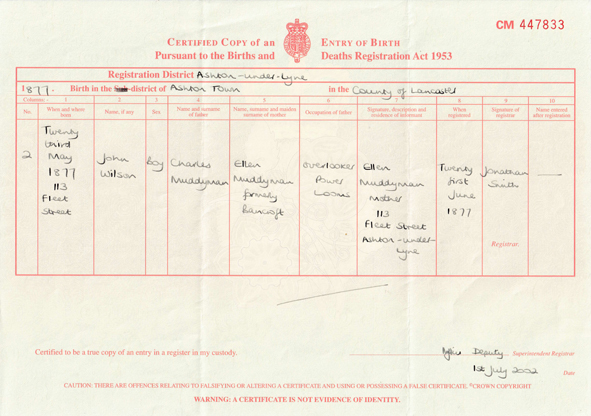 CM 447833
CERTIFIED COPY of an ENTRY OF BIRTH
Pursuant to the Births and Deaths Registration Act 1953
Registration District Ashton-under-Lyne
1877. Birth in the Sub-district of Ashton Town in the County of Lancaster
Columns:- 1 2 3 4 5 6 7 8 9 10
No. When and where born Name, if any Sex Name and surname of father Name, surname and maiden surname of mother Occupation of father Signature, description and residence of informant When registered Signature of registrar Name entered after registration
2
Twenty
third
May
1877
113
Fleet
Street
John
Wilson
Boy
Charles
Muddyman
Ellen
Muddyman
formerly
Bancroft
Overlooker
Power
Looms
Ellen
Muddyman
Mother
113
Fleet Street
Ashton-under-
Lyne
Twenty
first
June
1877
Jonathan
Smith
Registrar.
Certified to be a true copy of an entry in a register in my custody.
Deputy Superintendent Registrar
1st July 2002 Date
CAUTION: THERE ARE OFFENCES RELATING TO FALSIFYING OR ALTERING A CERTIFICATE AND USING OR POSSESSING A FALSE CERTIFICATE. ©CROWN COPYRIGHT
WARNING: A CERTIFICATE IS NOT EVIDENCE OF IDENTITY.